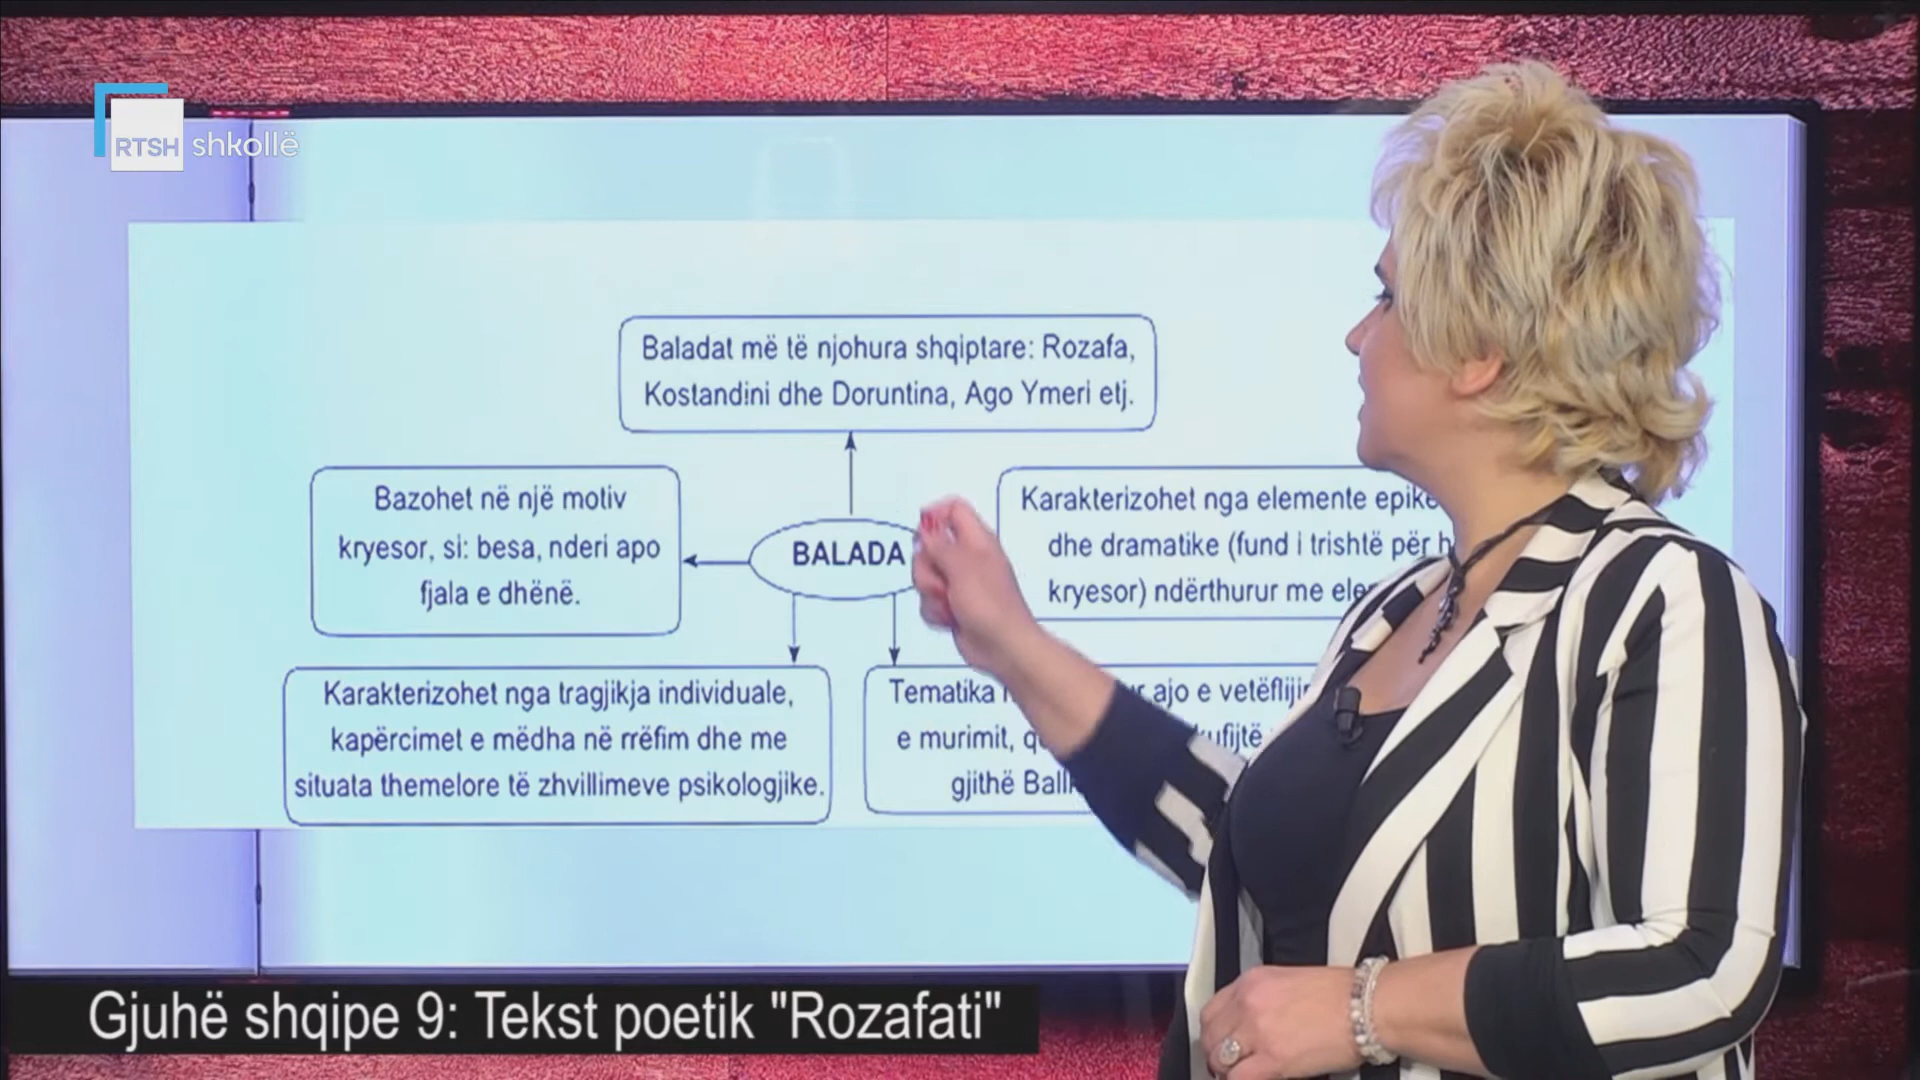 RTSH shkollë
Baladat më të njohura shqiptare: Rozafa,
Kostandini dhe Doruntina, Ago Ymeri etj.
Bazohet në një motiv
kryesor, si: besa, nderi apo
fjala e dhënë.
BALADA
Karakterizohet nga elemente epike
dhe dramatike (fund i trishtë për
kryesor) ndërthurur me
Karakterizohet nga tragjikja individuale,
kapërcimet e mëdha në rrëfim dhe me
situata themelore të zhvillimeve psikologjike.
Tematika ajo e
e murimit, kufijtë
gjithë
Gjuhë shqipe 9: Tekst poetik "Rozafati"